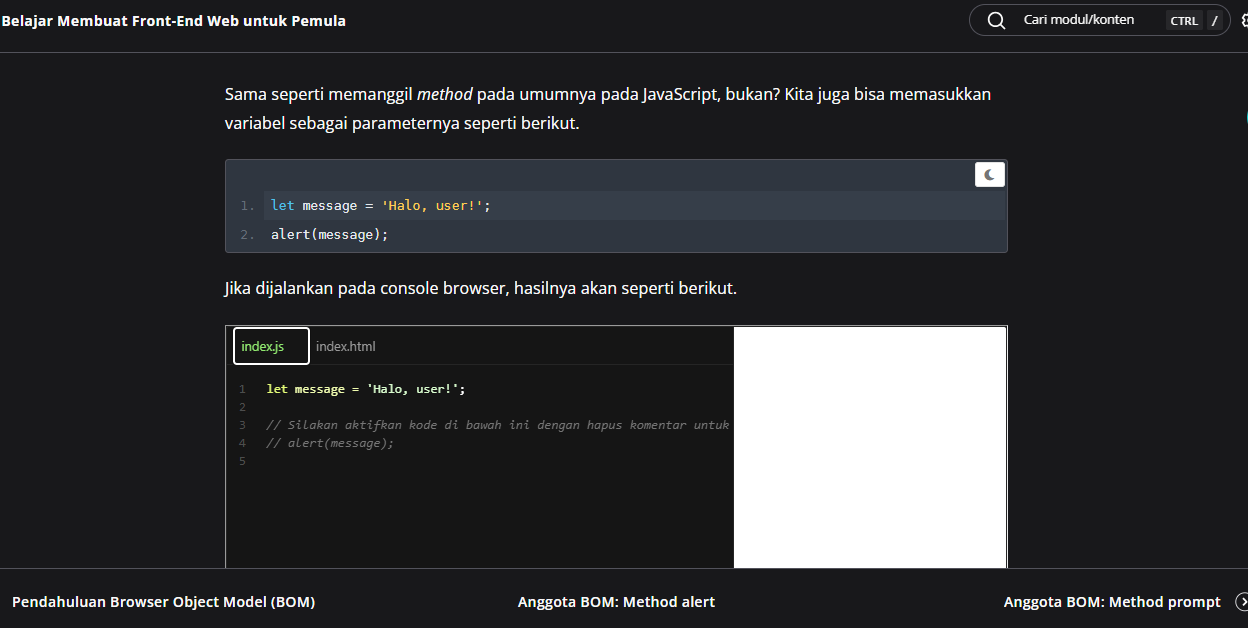 Belajar Membuat Front-End Web untuk Pemula
Cari modul/konten CTRL /
Sama seperti memanggil method pada umumnya pada JavaScript, bukan? Kita juga bisa memasukkan
variabel sebagai parameternya seperti berikut.
1. let message = 'Halo, user!';
2. alert(message);
Jika dijalankan pada console browser, hasilnya akan seperti berikut.
index.js index.html
1 let message = 'Halo, user!';
2
3 // Silakan aktifkan kode di bawah ini dengan hapus komentar untuk
4 // alert(message);
5
Pendahuluan Browser Object Model (BOM)
Anggota BOM: Method alert
Anggota BOM: Method prompt